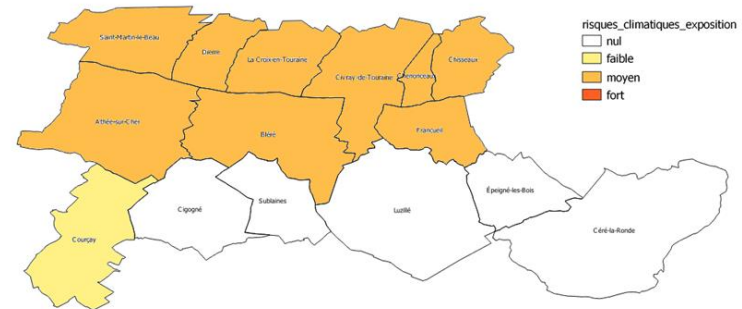 risques_climatiques_exposition
nul
faible
moyen
fort
Saint-Martin-le-Beau
Dierre
La Croix-en-Touraine
Civray-de-Touraine
Chenonceaux
Chisseaux
Athée-sur-Cher
Bléré
Francueil
Courçay
Cigogné
Sublaines
Luzillé
Épeigné-les-Bois
Céré-la-Ronde